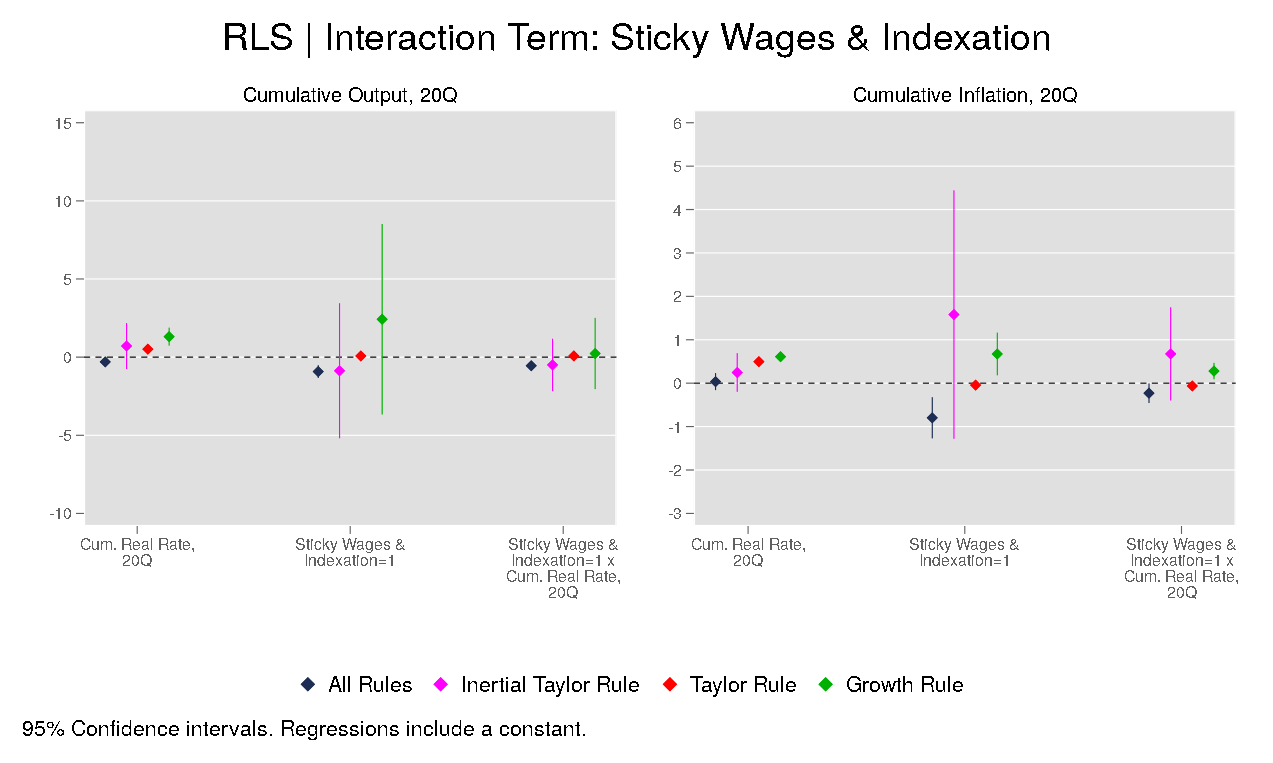 RLS | Interaction Term: Sticky Wages & Indexation
Cumulative Output, 20Q
15
10
5
0
-5
-10
Cum. Real Rate,
20Q
Sticky Wages &
Indexation=1
Sticky Wages &
Indexation=1 x
Cum. Real Rate,
20Q
Cumulative Inflation, 20Q
6
5
4
3
2
1
0
-1
-2
-3
Cum. Real Rate,
20Q
Sticky Wages &
Indexation=1
Sticky Wages &
Indexation=1 x
Cum. Real Rate,
20Q
All Rules
Inertial Taylor Rule
Taylor Rule
Growth Rule
95% Confidence intervals. Regressions include a constant.